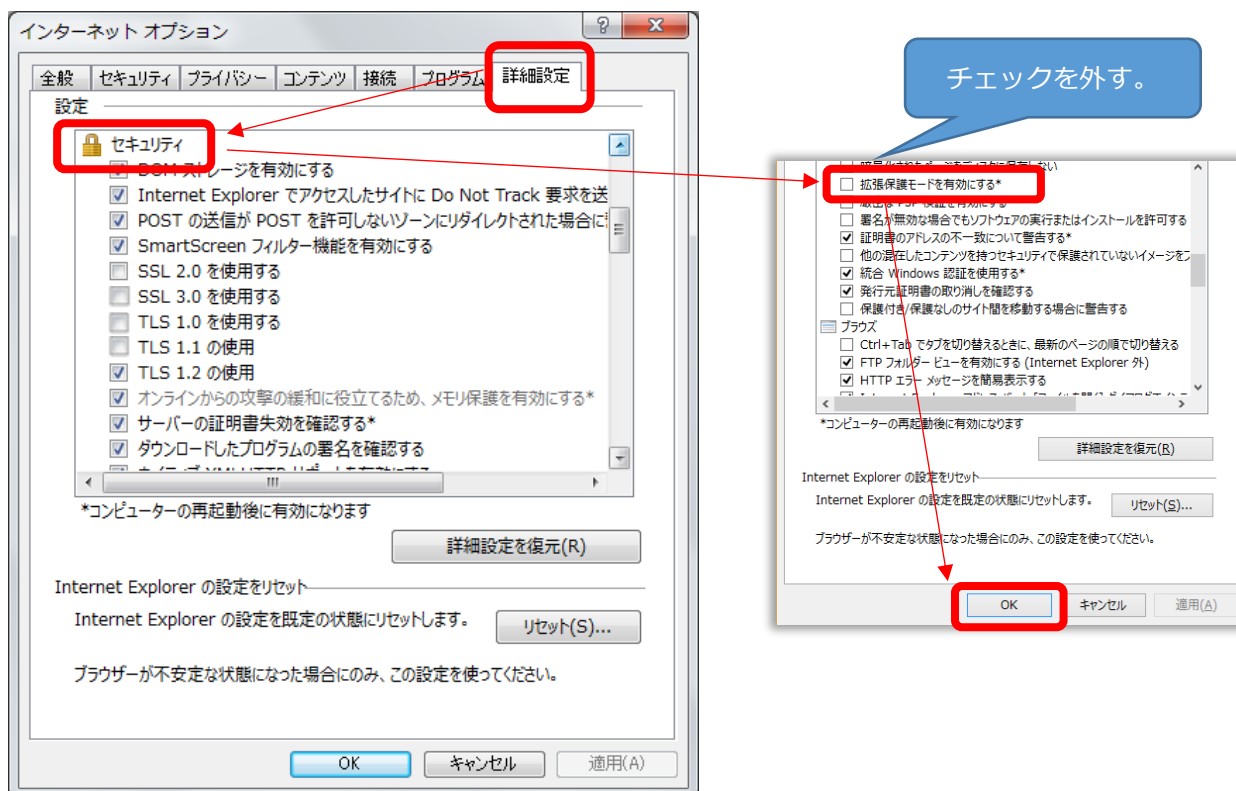 インターネット オプション
全般 セキュリティ プライバシー コンテンツ 接続 プログラム 詳細設定
設定
セキュリティ
DOM ストレージを有効にする
Internet Explorer でアクセスしたサイトに Do Not Track 要求を送
POST の送信が POST を許可しないゾーンにリダイレクトされた場合に
SmartScreen フィルター機能を有効にする
SSL 2.0 を使用する
SSL 3.0 を使用する
TLS 1.0 を使用する
TLS 1.1 の使用
TLS 1.2 の使用
オンラインからの攻撃の緩和に役立てるため、メモリ保護を有効にする*
サーバーの証明書失効を確認する*
ダウンロードしたプログラムの署名を確認する
*コンピューターの再起動後に有効になります
詳細設定を復元(R)
Internet Explorer の設定をリセット
Internet Explorer の設定を既定の状態にリセットします。
リセット(S)...
ブラウザーが不安定な状態になった場合にのみ、この設定を使ってください。
OK キャンセル 適用(A)
チェックを外す。
拡張保護モードを有効にする*
署名が無効な場合でもソフトウェアの実行またはインストールを許可する
証明書のアドレスの不一致について警告する*
他の混在したコンテンツを持つセキュリティで保護されていないイメージをブ
統合 Windows 認証を使用する*
発行元証明書の取り消しを確認する
保護付き/保護なしのサイト間を移動する場合に警告する
ブラウズ
Ctrl+Tab でタブを切り替えるときに、最新のページの順で切り替える
FTP フォルダー ビューを有効にする (Internet Explorer 外)
HTTP エラー メッセージを簡易表示する
*コンピューターの再起動後に有効になります
詳細設定を復元(R)
Internet Explorer の設定をリセット
Internet Explorer の設定を既定の状態にリセットします。
リセット(S)...
ブラウザーが不安定な状態になった場合にのみ、この設定を使ってください。
OK キャンセル 適用(A)